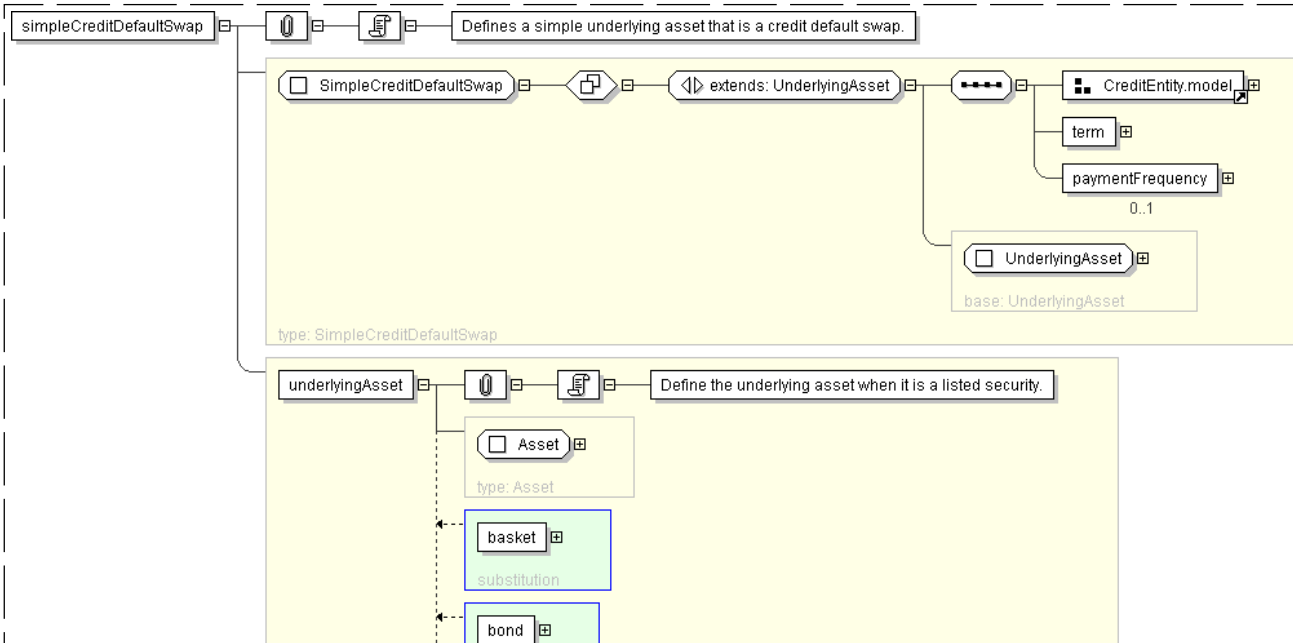 simpleCreditDefaultSwap
Defines a simple underlying asset that is a credit default swap.
SimpleCreditDefaultSwap
extends: UnderlyingAsset
CreditEntity.model
term
paymentFrequency
0..1
UnderlyingAsset
base: UnderlyingAsset
type: SimpleCreditDefaultSwap
underlyingAsset
Define the underlying asset when it is a listed security.
Asset
type: Asset
basket
substitution
bond